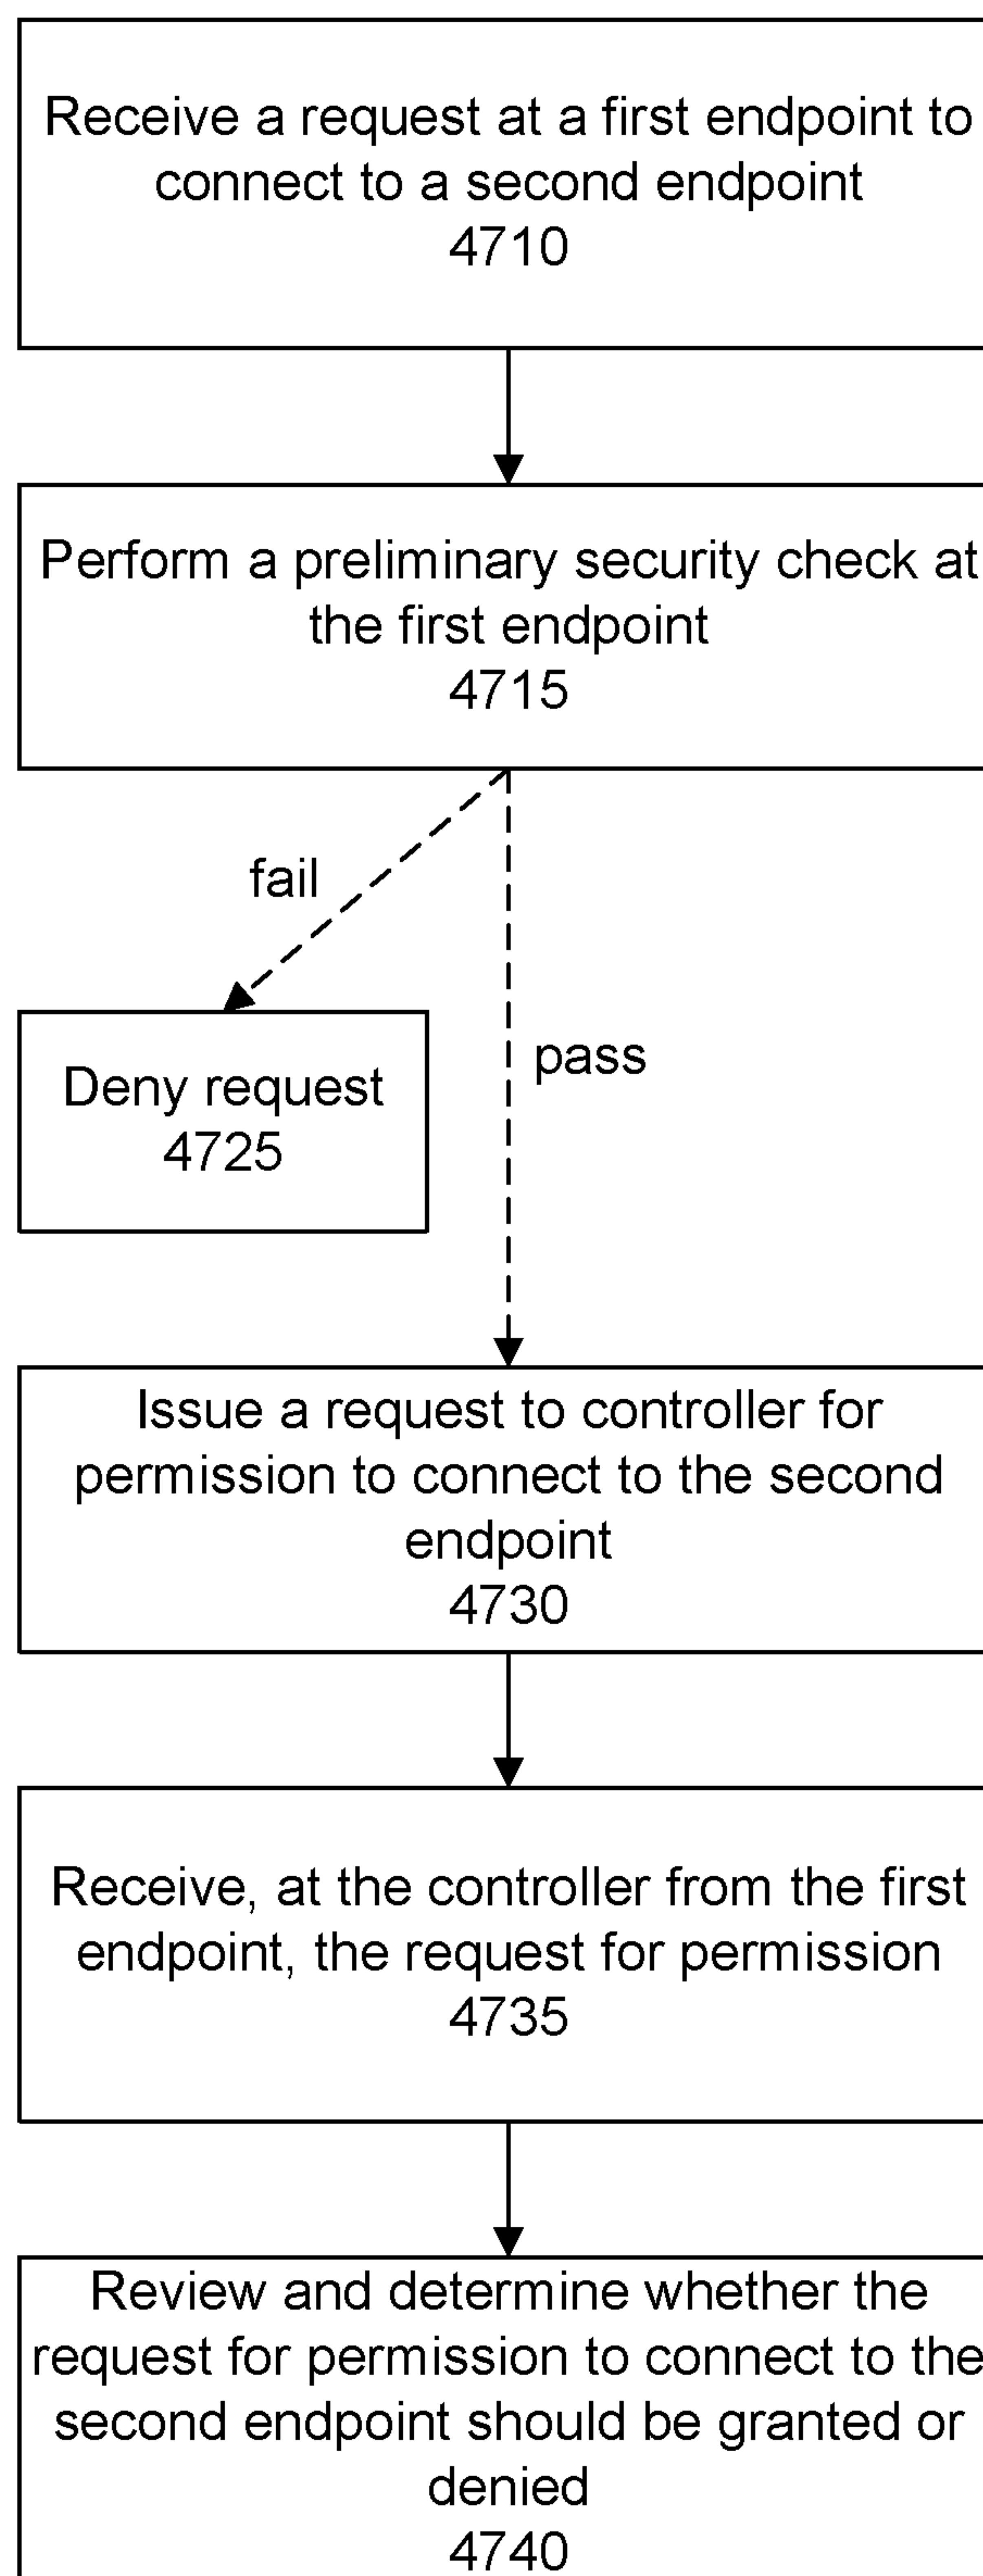 Receive a request at a first endpoint to
connect to a second endpoint
4710
Perform a preliminary security check at
the first endpoint
4715
fail
pass
Deny request
4725
Issue a request to controller for
permission to connect to the second
endpoint
4730
Receive, at the controller from the first
endpoint, the request for permission
4735
Review and determine whether the
request for permission to connect to the
second endpoint should be granted or
denied
4740